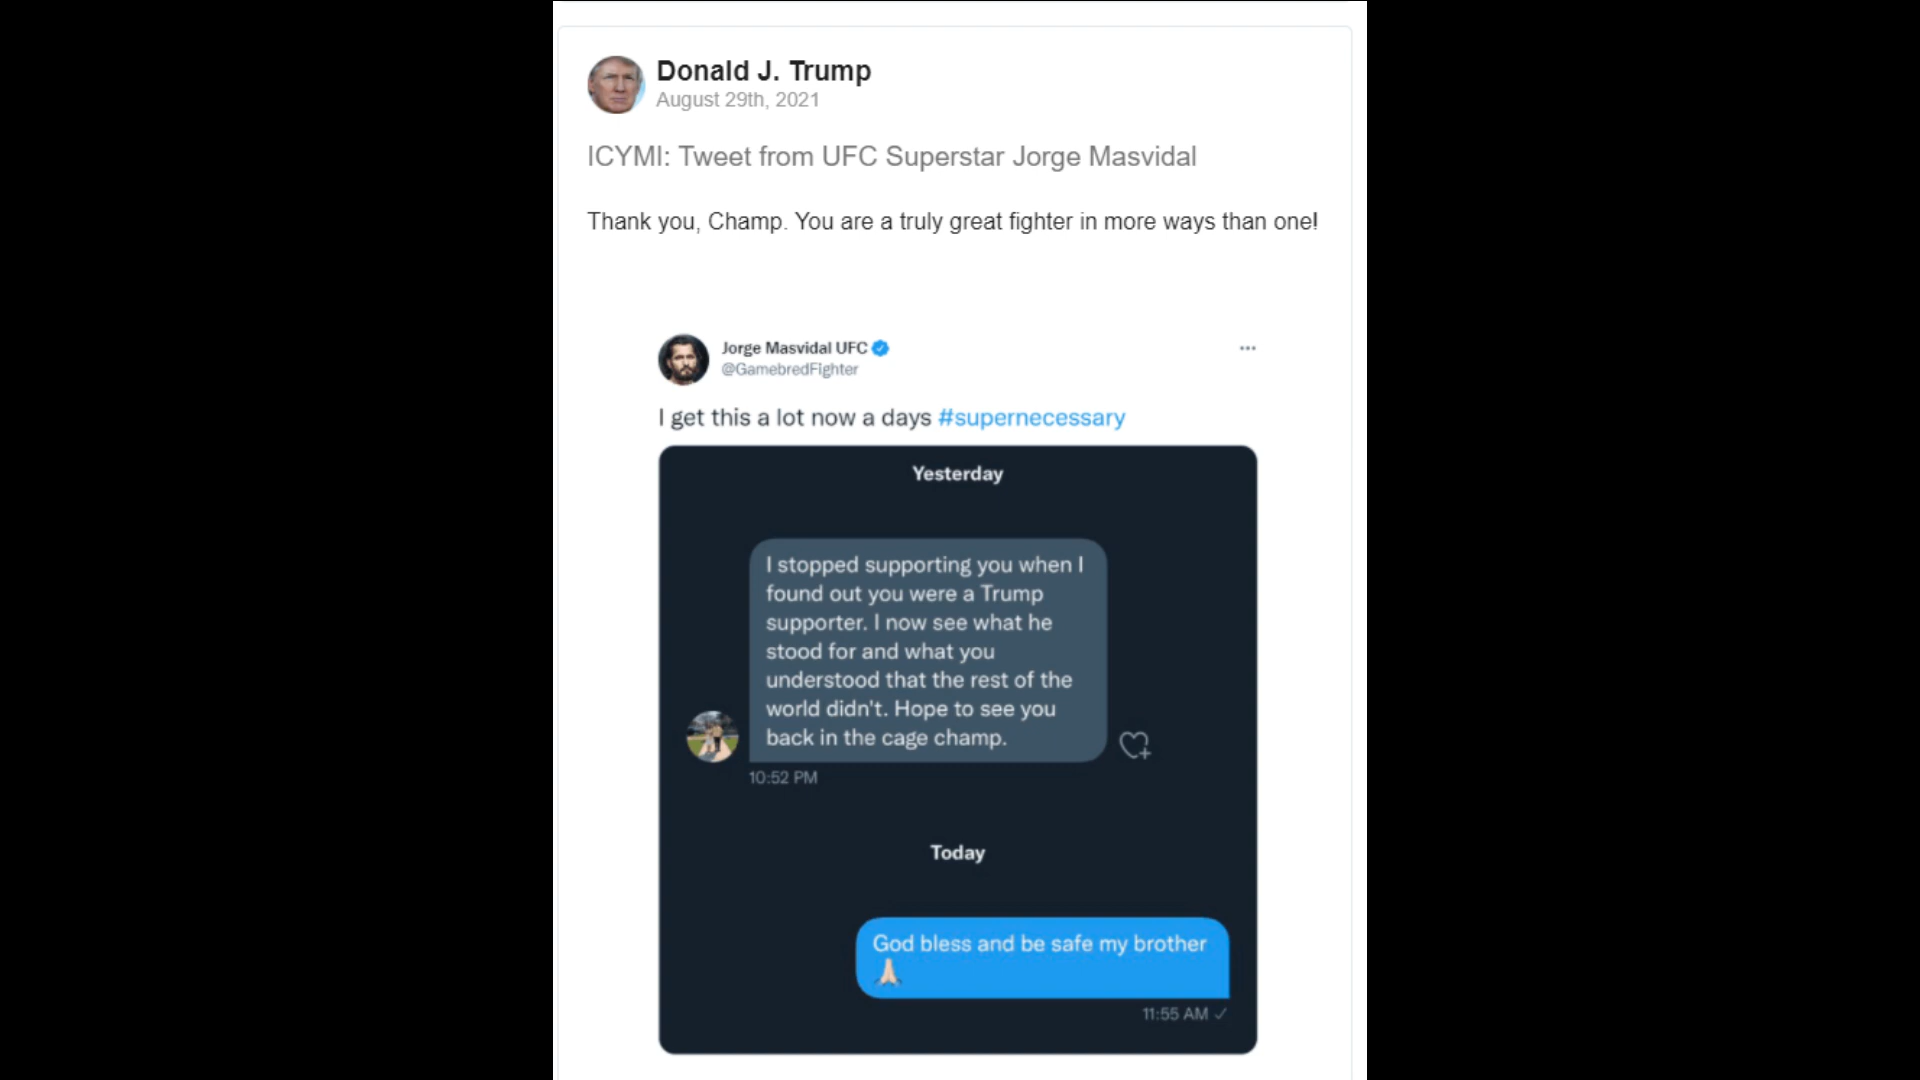 Donald J. Trump
August 29th, 2021
ICYMI: Tweet from UFC Superstar Jorge Masvidal
Thank you, Champ. You are a truly great fighter in more ways than one!
Jorge Masvidal UFC
@GamebredFighter
I get this a lot now a days #supernecessary
Yesterday
I stopped supporting you when I
found out you were a Trump
supporter. I now see what he
stood for and what you
understood that the rest of the
world didn't. Hope to see you
back in the cage champ.
10:52 PM
Today
God bless and be safe my brother
🙏🏻
11:55 AM ✓